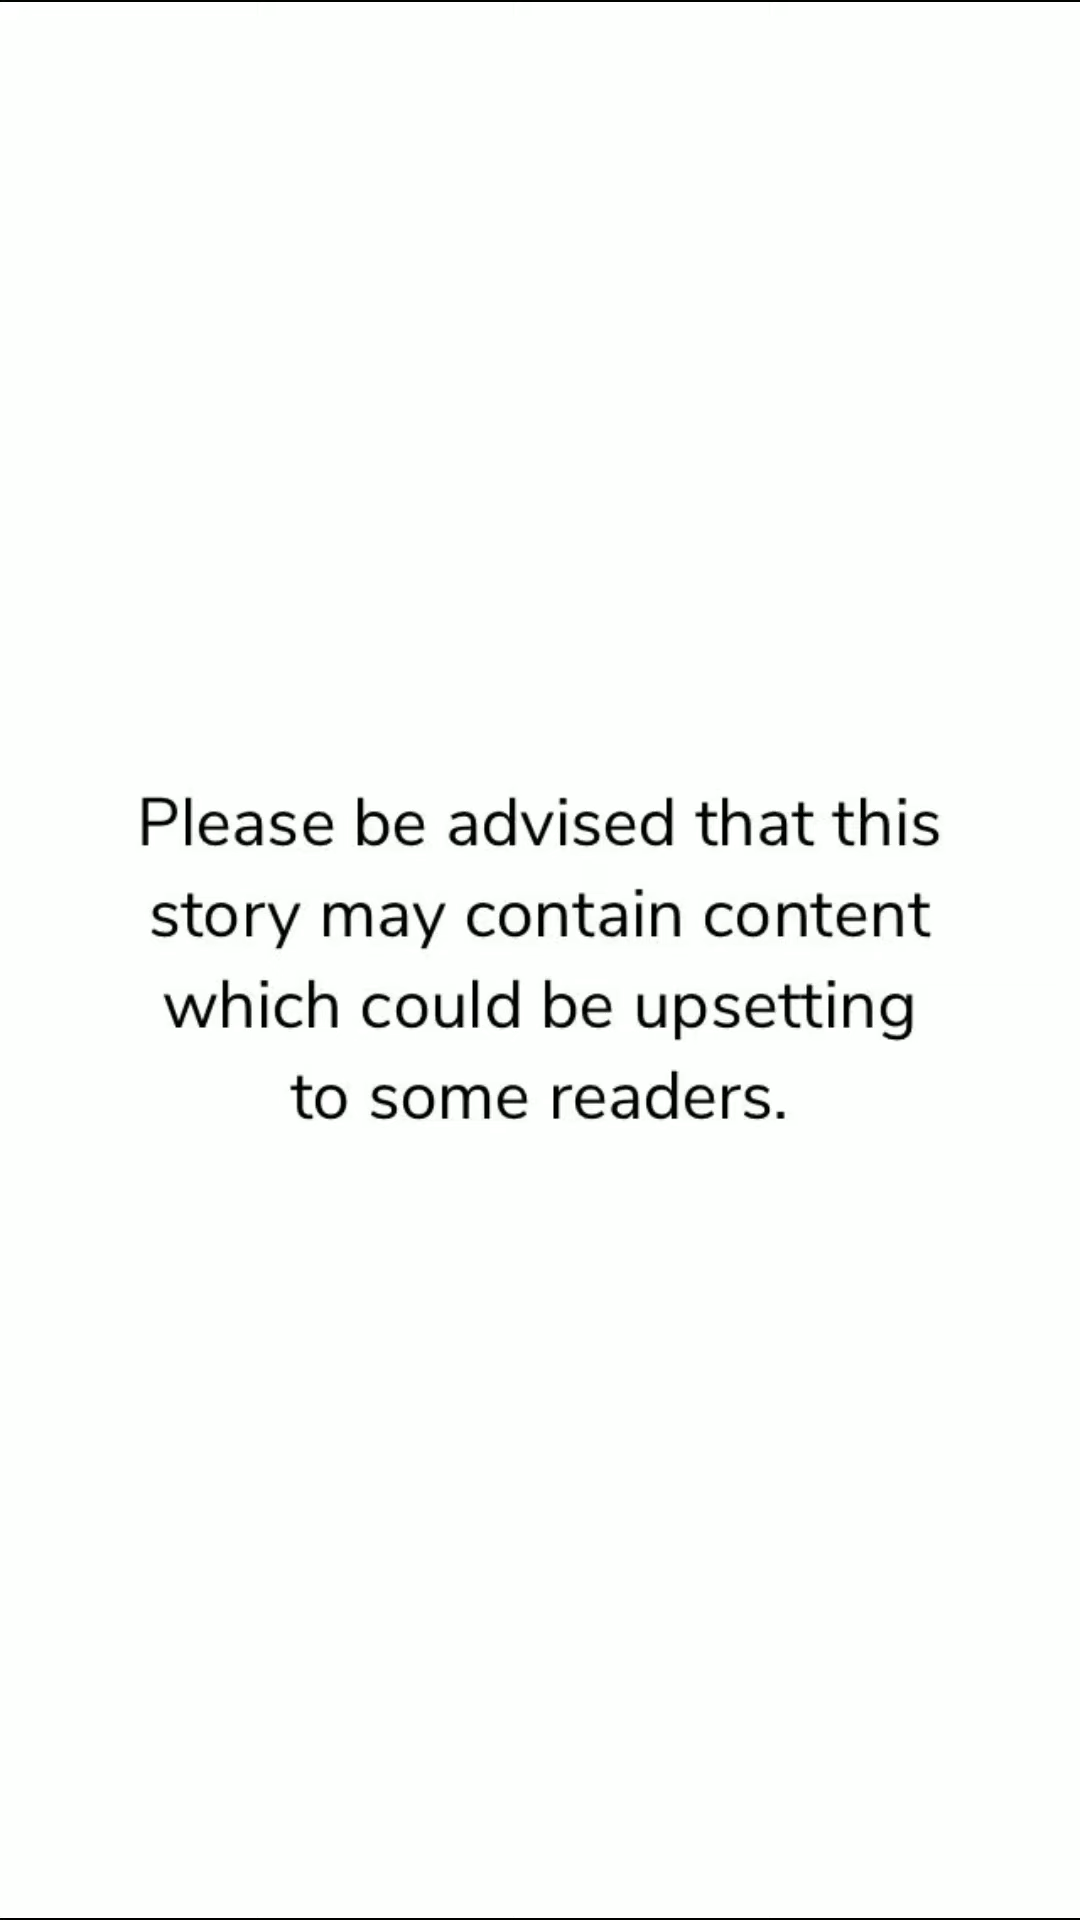 Please be advised that this
story may contain content
which could be upsetting
to some readers.